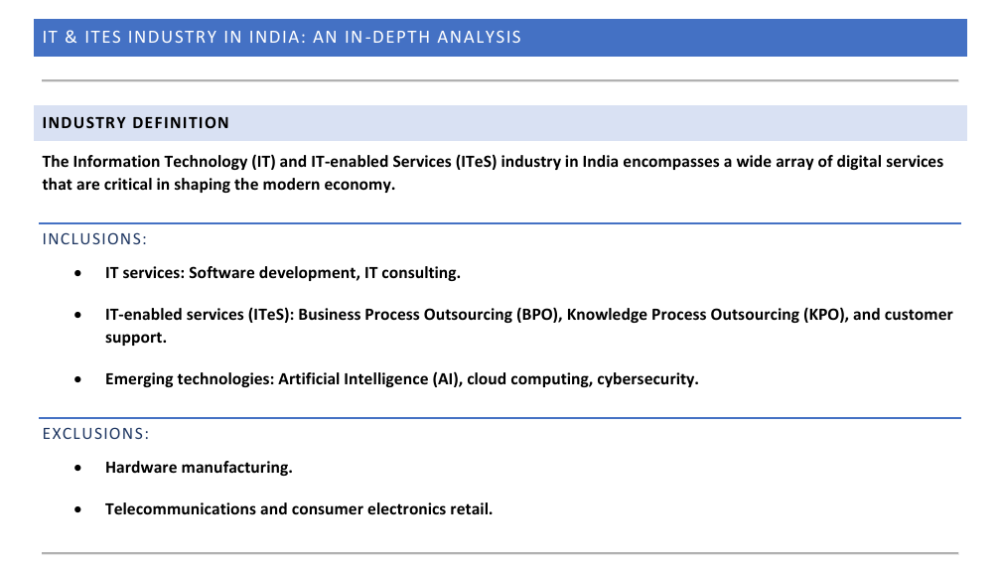 IT & ITES INDUSTRY IN INDIA: AN IN-DEPTH ANALYSIS
INDUSTRY DEFINITION
The Information Technology (IT) and IT-enabled Services (ITeS) industry in India encompasses a wide array of digital services
that are critical in shaping the modern economy.
INCLUSIONS:
• IT services: Software development, IT consulting.
• IT-enabled services (ITeS): Business Process Outsourcing (BPO), Knowledge Process Outsourcing (KPO), and customer
support.
• Emerging technologies: Artificial Intelligence (AI), cloud computing, cybersecurity.
EXCLUSIONS:
• Hardware manufacturing.
• Telecommunications and consumer electronics retail.